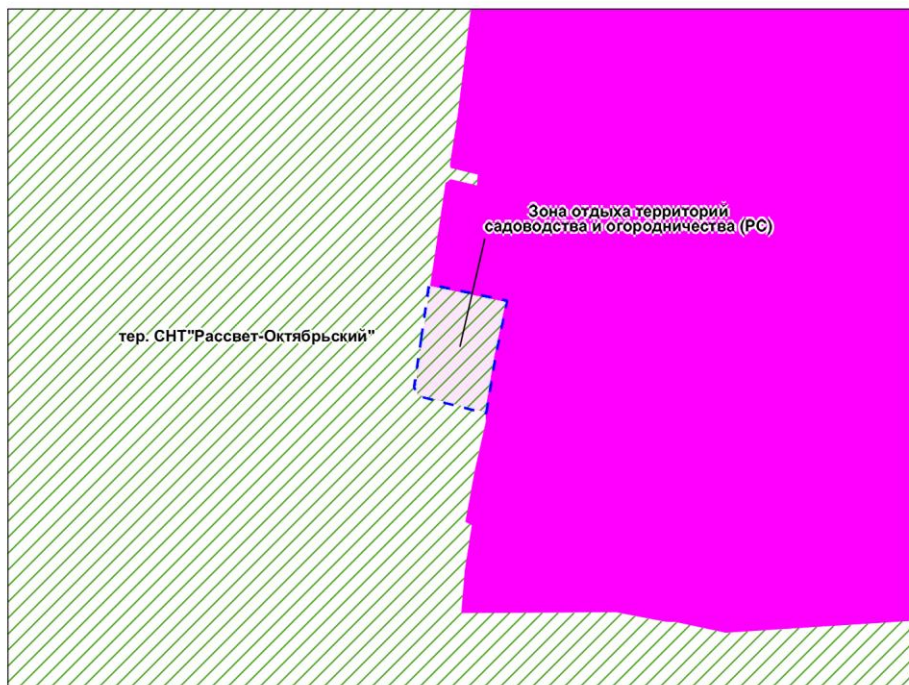 Зона отдыха территорий
садоводства и огородничества (РС)
тер. СНТ"Рассвет-Октябрьский"